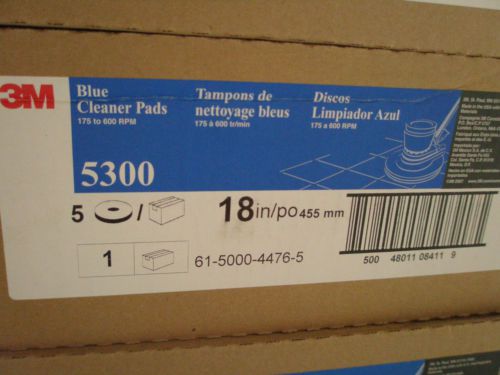 3M
Blue
Cleaner Pads
175 to 600 RPM
Tampons de
nettoyage bleus
175 à 600 tr/min
Discos
Limpiador Azul
175 a 600 RPM
5300
5 /
18in/po 455 mm
1
61-5000-4476-5
500 48011 08411 9